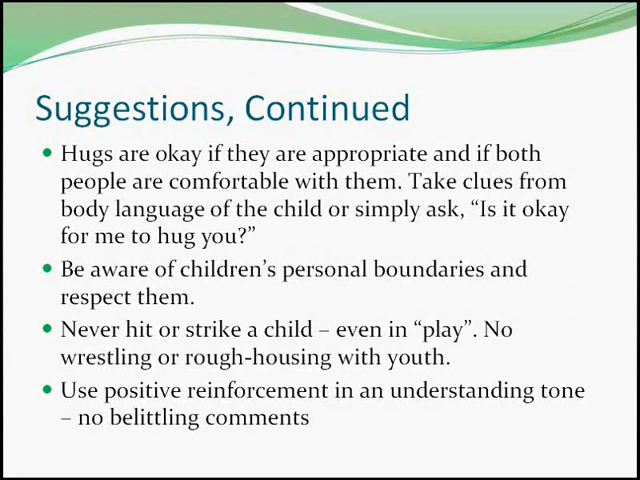 Suggestions, Continued
• Hugs are okay if they are appropriate and if both
people are comfortable with them. Take clues from
body language of the child or simply ask, “Is it okay
for me to hug you?”
• Be aware of children’s personal boundaries and
respect them.
• Never hit or strike a child – even in “play”. No
wrestling or rough-housing with youth.
• Use positive reinforcement in an understanding tone
– no belittling comments